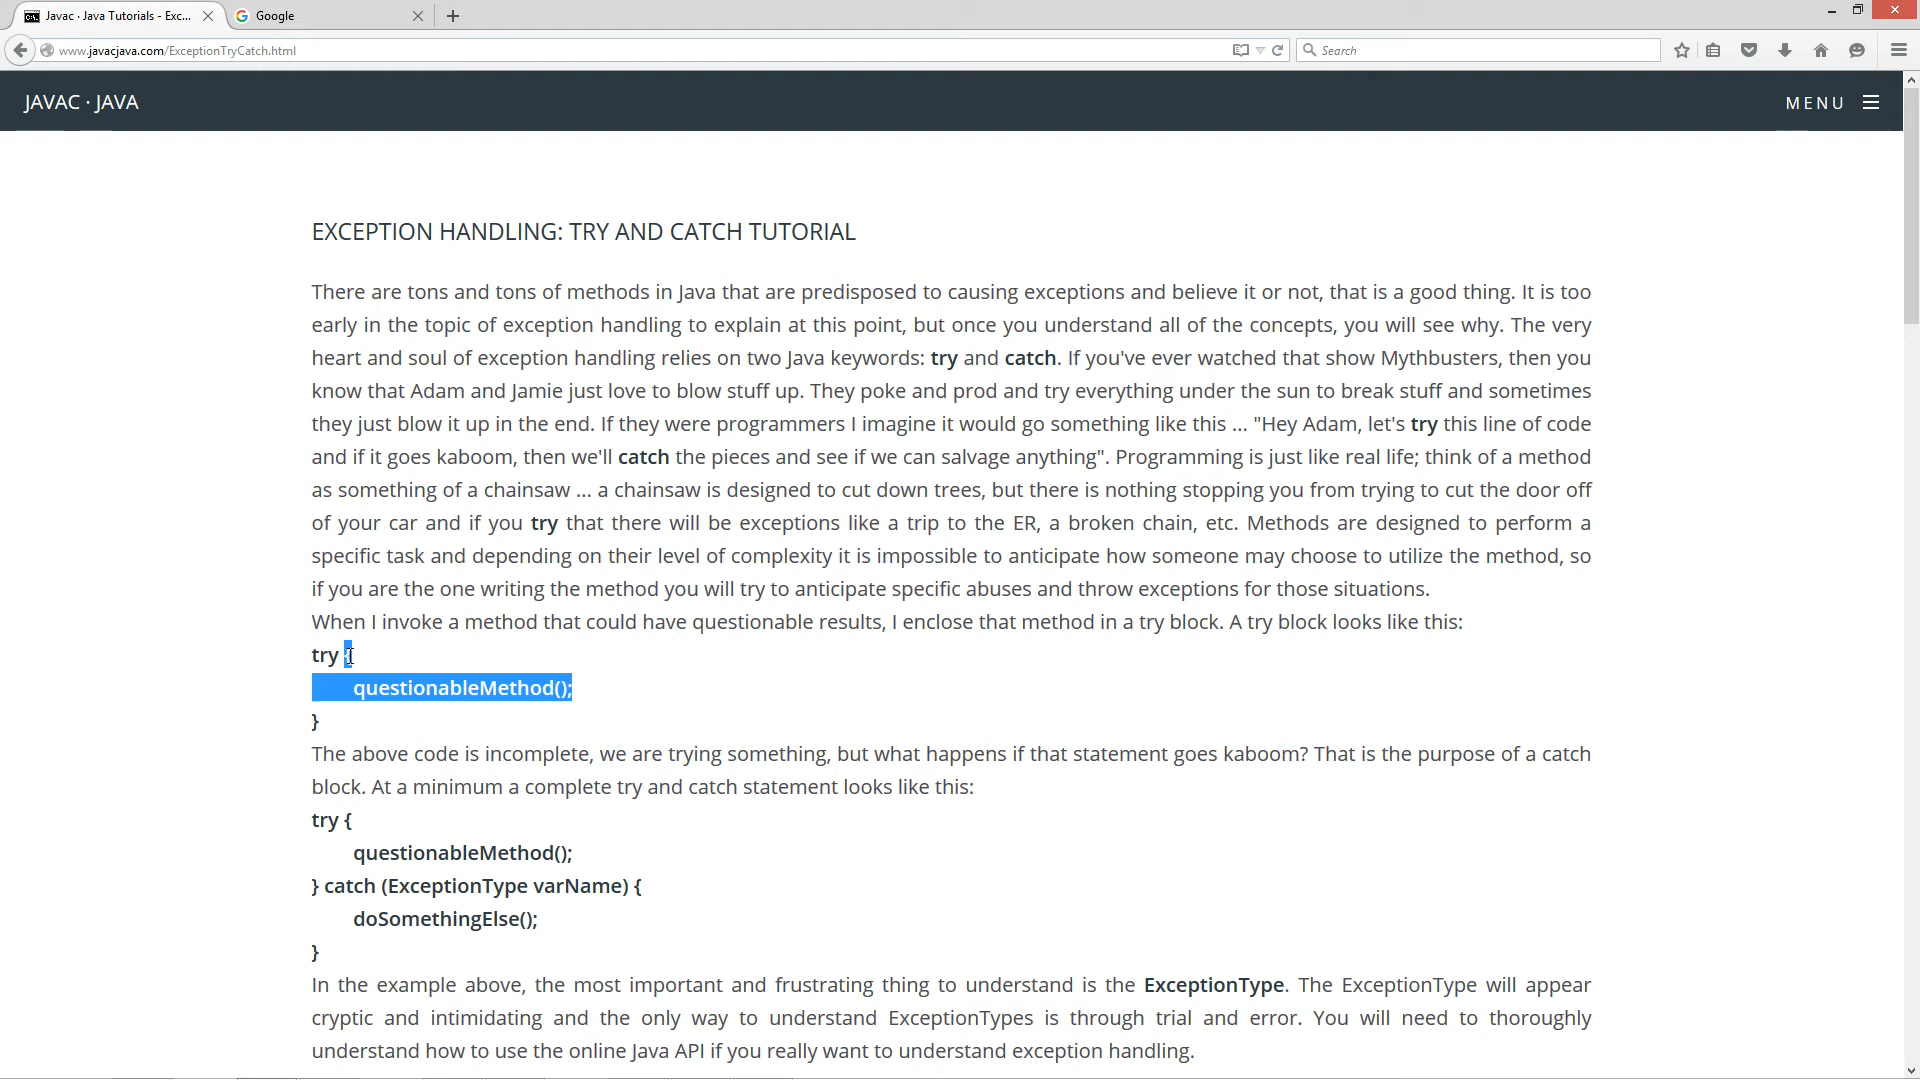 Javac · Java Tutorials - Exc...
Google
www.javacjava.com/ExceptionTryCatch.html
Search
JAVAC · JAVA
MENU
EXCEPTION HANDLING: TRY AND CATCH TUTORIAL
There are tons and tons of methods in Java that are predisposed to causing exceptions and believe it or not, that is a good thing. It is too
early in the topic of exception handling to explain at this point, but once you understand all of the concepts, you will see why. The very
heart and soul of exception handling relies on two Java keywords: try and catch. If you've ever watched that show Mythbusters, then you
know that Adam and Jamie just love to blow stuff up. They poke and prod and try everything under the sun to break stuff and sometimes
they just blow it up in the end. If they were programmers I imagine it would go something like this ... "Hey Adam, let's try this line of code
and if it goes kaboom, then we'll catch the pieces and see if we can salvage anything". Programming is just like real life; think of a method
as something of a chainsaw ... a chainsaw is designed to cut down trees, but there is nothing stopping you from trying to cut the door off
of your car and if you try that there will be exceptions like a trip to the ER, a broken chain, etc. Methods are designed to perform a
specific task and depending on their level of complexity it is impossible to anticipate how someone may choose to utilize the method, so
if you are the one writing the method you will try to anticipate specific abuses and throw exceptions for those situations.
When I invoke a method that could have questionable results, I enclose that method in a try block. A try block looks like this:
try {
questionableMethod();
}
The above code is incomplete, we are trying something, but what happens if that statement goes kaboom? That is the purpose of a catch
block. At a minimum a complete try and catch statement looks like this:
try {
questionableMethod();
} catch (ExceptionType varName) {
doSomethingElse();
}
In the example above, the most important and frustrating thing to understand is the ExceptionType. The ExceptionType will appear
cryptic and intimidating and the only way to understand ExceptionTypes is through trial and error. You will need to thoroughly
understand how to use the online Java API if you really want to understand exception handling.